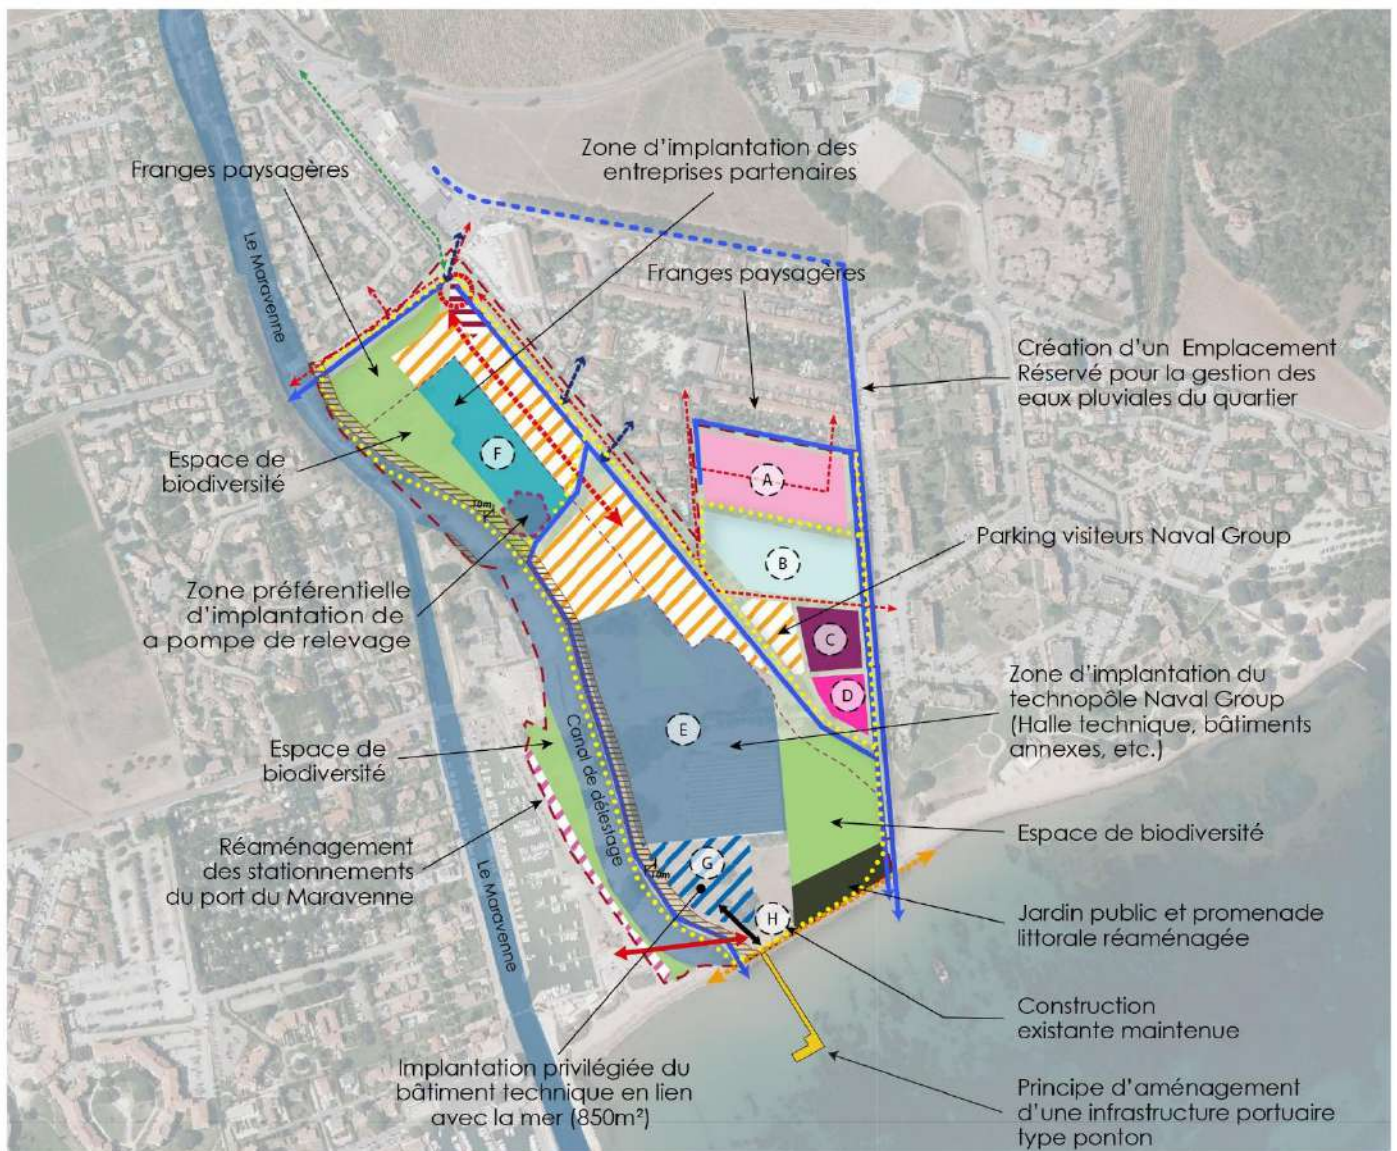 Zone d'implantation des
entreprises partenaires
Franges paysagères
Le Maravenne
Franges paysagères
Création d'un Emplacement
Réservé pour la gestion des
eaux pluviales du quartier
Espace de
biodiversité
F
A
10m
B
Parking visiteurs Naval Group
Zone préférentielle
d'implantation de
a pompe de relevage
C
D
Zone d'implantation du
technopôle Naval Group
(Halle technique, bâtiments
annexes, etc.)
E
Espace de
biodiversité
Canal de délestage
Espace de biodiversité
Réaménagement
des stationnements
du port du Maravenne
G
10m
Le Maravenne
H
Jardin public et promenade
littorale réaménagée
Construction
existante maintenue
Implantation privilégiée du
bâtiment technique en lien
avec la mer (850m²)
Principe d'aménagement
d'une infrastructure portuaire
type ponton